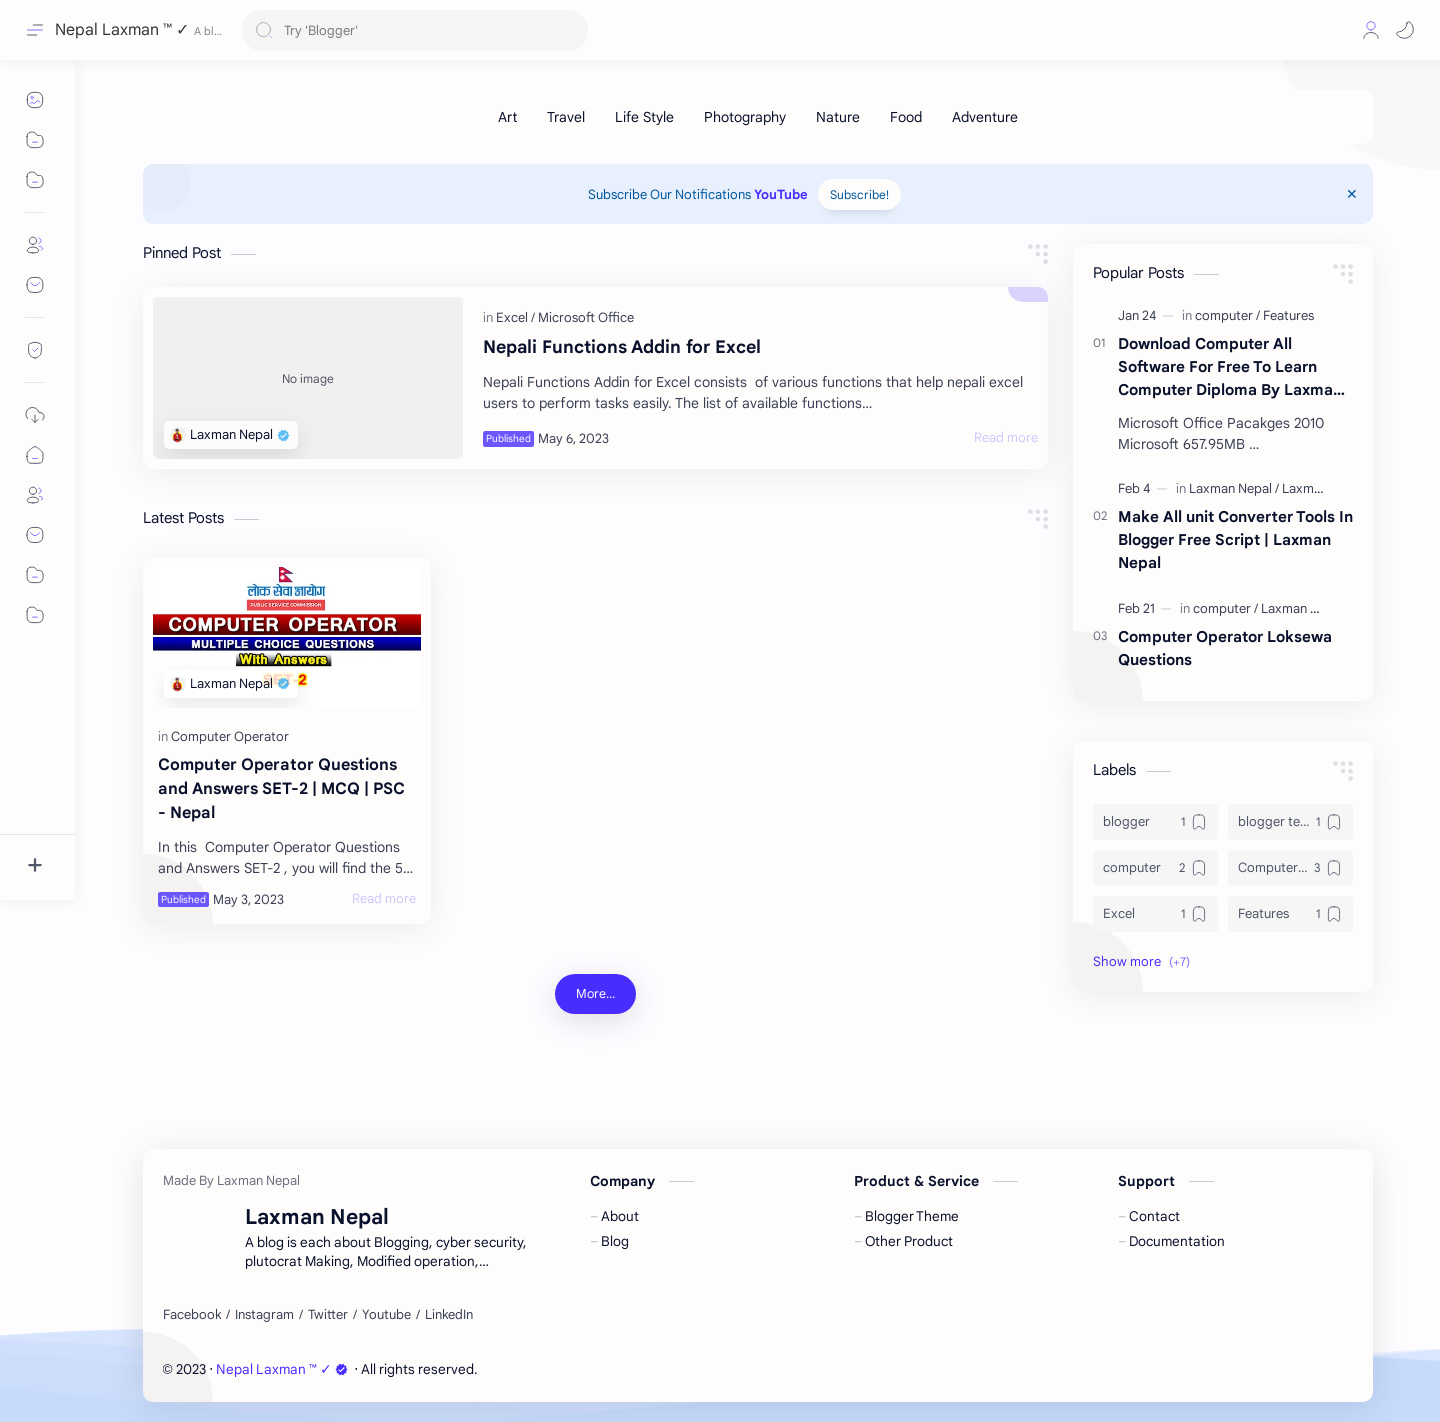 Nepal Laxman ™ ✓ A bl...
Try 'Blogger'
Art Travel Life Style Photography Nature Food Adventure
Subscribe Our Notifications YouTube Subscribe! ✕
Pinned Post
No image
Laxman Nepal
in Excel / Microsoft Office
Nepali Functions Addin for Excel
Nepali Functions Addin for Excel consists  of various functions that help nepali excel
users to perform tasks easily. The list of available functions…
Published May 6, 2023 Read more
Latest Posts
लोक सेवा आयोग
PUBLIC SERVICE COMMISSION
COMPUTER OPERATOR
MULTIPLE CHOICE QUESTIONS
With Answers
SET-2
Laxman Nepal
in Computer Operator
Computer Operator Questions
and Answers SET-2 | MCQ | PSC
- Nepal
In this  Computer Operator Questions
and Answers SET-2 , you will find the 5…
Published May 3, 2023 Read more
More...
Popular Posts
Jan 24 in computer / Features
01 Download Computer All
Software For Free To Learn
Computer Diploma By Laxma…
Microsoft Office Pacakges 2010
Microsoft 657.95MB …
Feb 4 in Laxman Nepal / Laxm...
02 Make All unit Converter Tools In
Blogger Free Script | Laxman
Nepal
Feb 21 in computer / Laxman ...
03 Computer Operator Loksewa
Questions
Labels
blogger 1 blogger te... 1
computer 2 Computer... 3
Excel 1 Features 1
Show more (+7)
Made By Laxman Nepal
Laxman Nepal
A blog is each about Blogging, cyber security,
plutocrat Making, Modified operation,…
Company
– About
– Blog
Product & Service
– Blogger Theme
– Other Product
Support
– Contact
– Documentation
Facebook / Instagram / Twitter / Youtube / LinkedIn
© 2023 · Nepal Laxman ™ ✓ · All rights reserved.